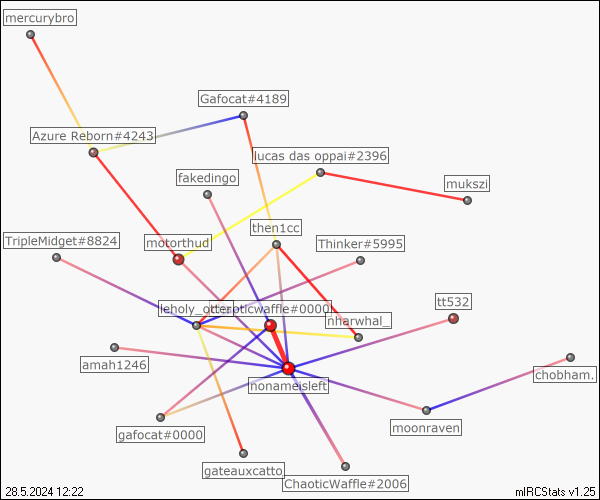 mercurybro
Gafocat#4189
Azure Reborn#4243
lucas das oppai#2396
fakedingo
mukszi
then1cc
TripleMidget#8824
motorthud
Thinker#5995
leholy_otter
aoticwaffle#0000
tt532
nharwhal_
amah1246
chobham.
nonameisleft
moonraven
gafocat#0000
gateauxcatto
ChaoticWaffle#2006
28.5.2024 12:22
mIRCStats v1.25